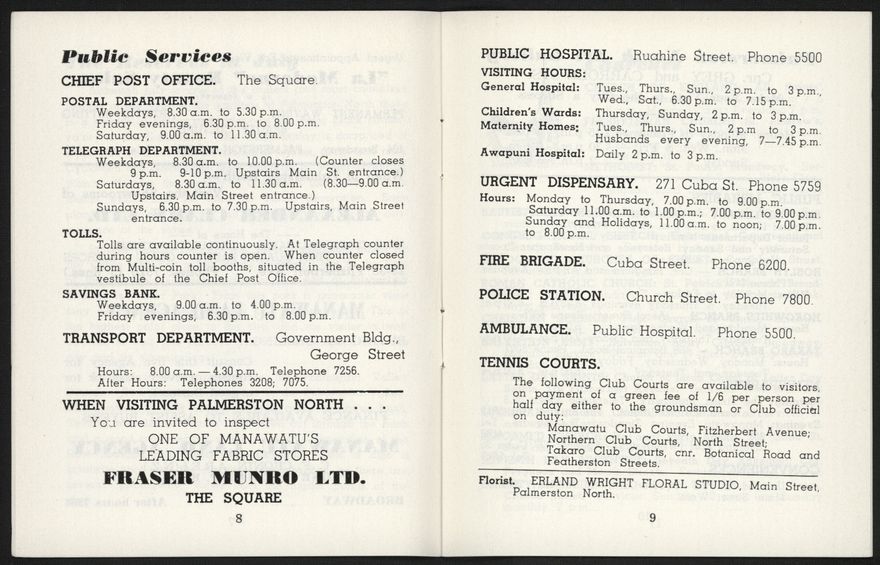 Public Services
CHIEF POST OFFICE. The Square.
POSTAL DEPARTMENT.
Weekdays, 8.30 a.m. to 5.30 p.m.
Friday evenings, 6.30 p.m. to 8.00 p.m.
Saturday, 9.00 a.m. to 11.30 a.m.
TELEGRAPH DEPARTMENT.
Weekdays, 8.30 a.m. to 10.00 p.m. (Counter closes
9 p.m. 9-10 p.m. Upstairs Main St. entrance.)
Saturdays, 8.30 a.m. to 11.30 a.m. (8.30—9.00 a.m.
Upstairs, Main Street entrance.)
Sundays, 6.30 p.m. to 7.30 p.m. Upstairs, Main Street
entrance.
TOLLS.
Tolls are available continuously. At Telegraph counter
during hours counter is open. When counter closed
from Multi-coin toll booths, situated in the Telegraph
vestibule of the Chief Post Office.
SAVINGS BANK.
Weekdays, 9.00 a.m. to 4.00 p.m.
Friday evenings, 6.30 p.m. to 8.00 p.m.
TRANSPORT DEPARTMENT. Government Bldg.,
George Street
Hours: 8.00 a.m. — 4.30 p.m. Telephone 7256.
After Hours: Telephones 3208; 7075.
WHEN VISITING PALMERSTON NORTH . . .
You are invited to inspect
ONE OF MANAWATU'S
LEADING FABRIC STORES
FRASER MUNRO LTD.
THE SQUARE
8
PUBLIC HOSPITAL. Ruahine Street. Phone 5500
VISITING HOURS:
General Hospital: Tues., Thurs., Sun., 2 p.m. to 3 p.m.,
Wed., Sat., 6.30 p.m. to 7.15 p.m.
Children's Wards: Thursday, Sunday, 2 p.m. to 3 p.m.
Maternity Homes; Tues., Thurs., Sun., 2 p.m to 3 p.m.
Husbands every evening, 7—7.45 p.m.
Awapuni Hospital: Daily 2 p.m. to 3 p.m.
URGENT DISPENSARY. 271 Cuba St. Phone 5759
Hours: Monday to Thursday, 7.00 p.m. to 9.00 p.m.
Saturday 11.00 a.m. to 1.00 p.m.; 7.00 p.m. to 9.00 p.m.
Sunday and Holidays, 11.00 a.m. to noon; 7.00 p.m.
to 8.00 p.m.
FIRE BRIGADE. Cuba Street. Phone 6200.
POLICE STATION. Church Street. Phone 7800.
AMBULANCE. Public Hospital. Phone 5500.
TENNIS COURTS.
The following Club Courts are available to visitors,
on payment of a green fee of 1/6 per person per
half day either to the groundsman or Club official
on duty:
Manawatu Club Courts, Fitzherbert Avenue;
Northern Club Courts, North Street;
Takaro Club Courts, cnr. Botanical Road and
Featherston Streets.
Florist. ERLAND WRIGHT FLORAL STUDIO, Main Street,
Palmerston North.
9